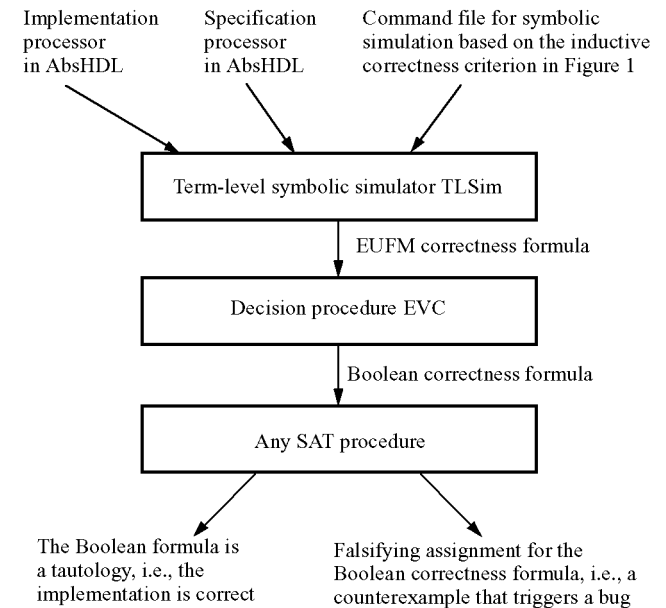 Implementation
processor
in AbsHDL
Specification
processor
in AbsHDL
Command file for symbolic
simulation based on the inductive
correctness criterion in Figure 1
Term-level symbolic simulator TLSim
EUFM correctness formula
Decision procedure EVC
Boolean correctness formula
Any SAT procedure
The Boolean formula is
a tautology, i.e., the
implementation is correct
Falsifying assignment for the
Boolean correctness formula, i.e., a
counterexample that triggers a bug